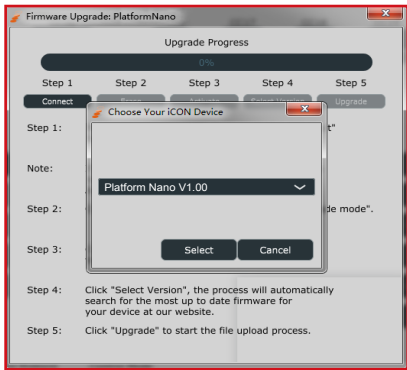 Firmware Upgrade: PlatformNano
Upgrade Progress
0%
Step 1 Step 2 Step 3 Step 4 Step 5
Connect Upgrade
Choose Your iCON Device
Step 1: t"
Note:
Platform Nano V1.00
Step 2: de mode".
Select Cancel
Step 3:
Step 4: Click "Select Version", the process will automatically
search for the most up to date firmware for
your device at our website.
Step 5: Click "Upgrade" to start the file upload process.